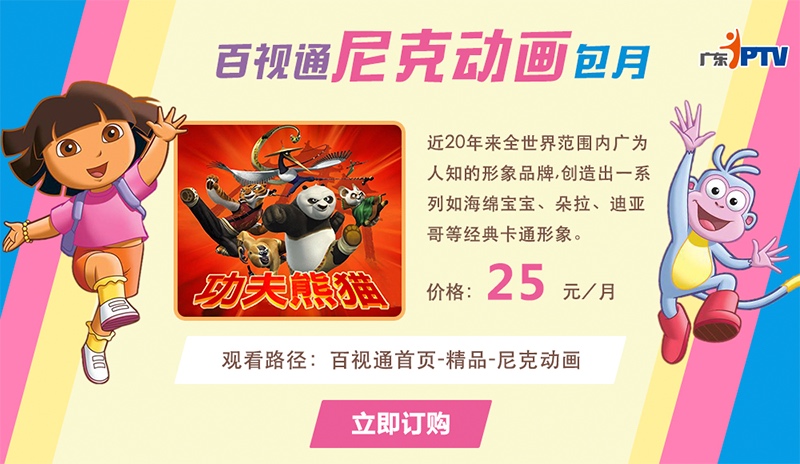 百视通尼克动画包月
广东IPTV
近20年来全世界范围内广为
人知的形象品牌,创造出一系
列如海绵宝宝、朵拉、迪亚
哥等经典卡通形象。
功夫熊猫
价格：25 元／月
观看路径：百视通首页-精品-尼克动画
立即订购